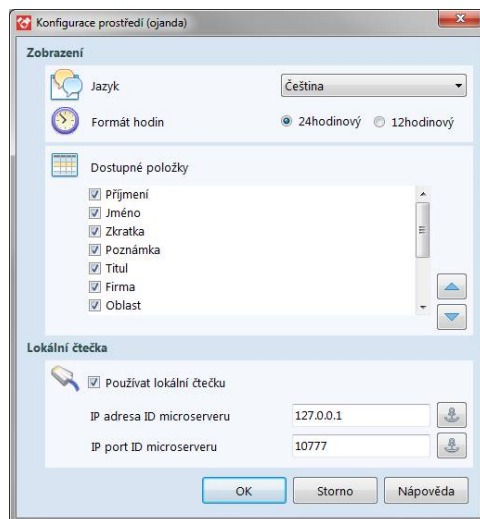 Konfigurace prostředí (ojanda)
Zobrazení
Jazyk
Čeština
Formát hodin
24hodinový
12hodinový
Dostupné položky
Příjmení
Jméno
Zkratka
Poznámka
Titul
Firma
Oblast
Lokální čtečka
Používat lokální čtečku
IP adresa ID microserveru
127.0.0.1
IP port ID microserveru
10777
OK
Storno
Nápověda